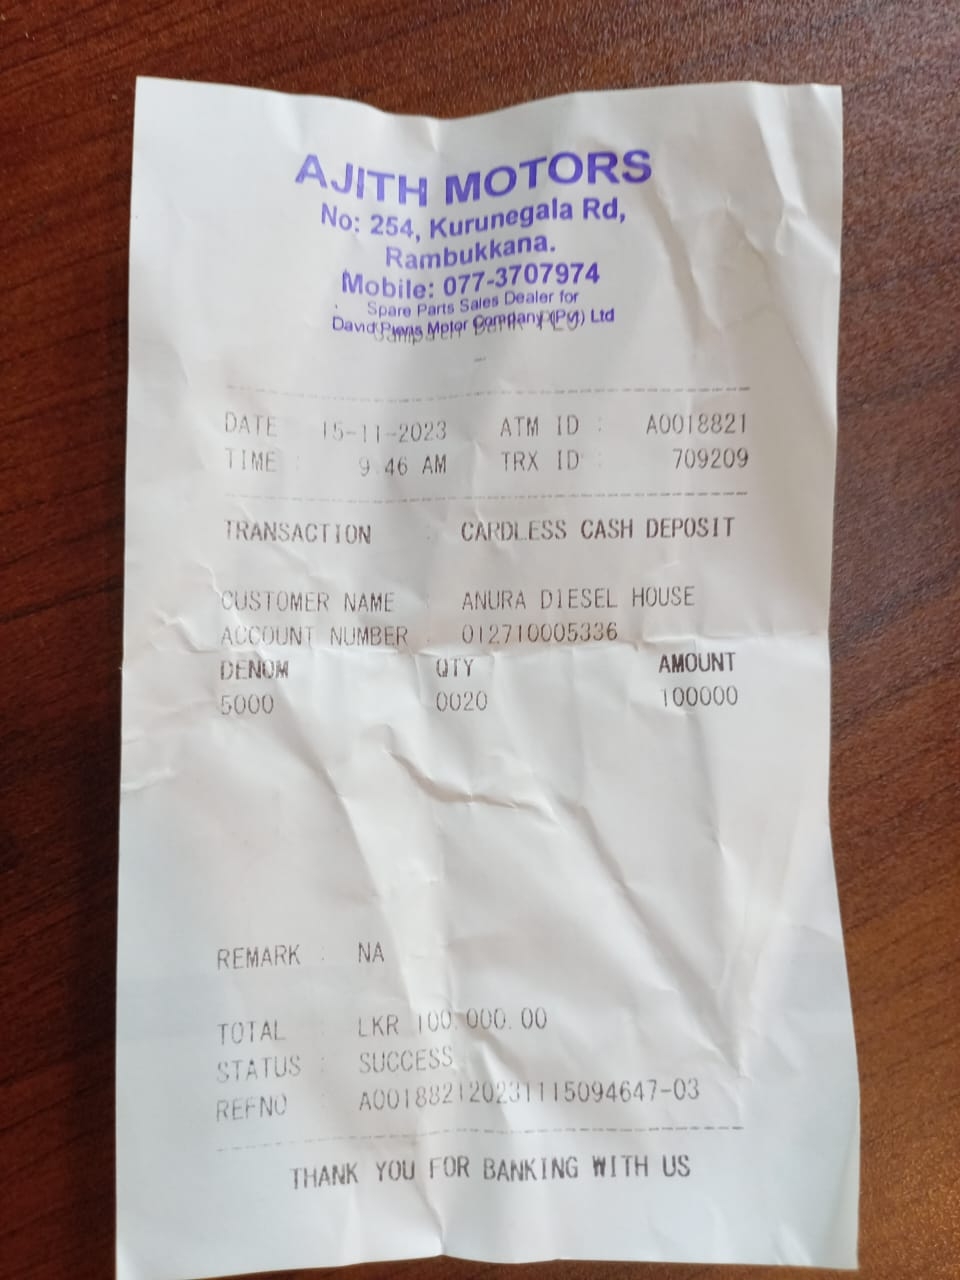 AJITH MOTORS
No: 254, Kurunegala Rd,
Rambukkana.
Mobile: 077-3707974
Spare Parts Sales Dealer for
David Pieris Motor Company (Pvt) Ltd
Sampath Bank PLC
DATE 15-11-2023 ATM ID : A0018821
TIME : 9 46 AM TRX ID : 709209
TRANSACTION : CARDLESS CASH DEPOSIT
CUSTOMER NAME : ANURA DIESEL HOUSE
ACCOUNT NUMBER : 012710005336
DENOM QTY AMOUNT
5000 0020 100000
REMARK : NA
TOTAL : LKR 100,000.00
STATUS : SUCCESS
REFNO : A001882120231115094647-03
THANK YOU FOR BANKING WITH US